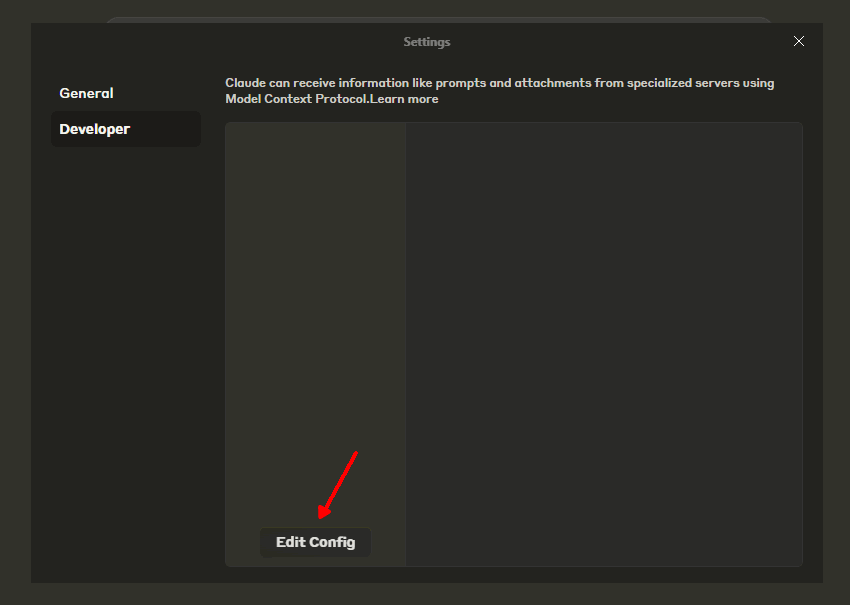 Settings
General
Developer
Claude can receive information like prompts and attachments from specialized servers using
Model Context Protocol.Learn more
Edit Config